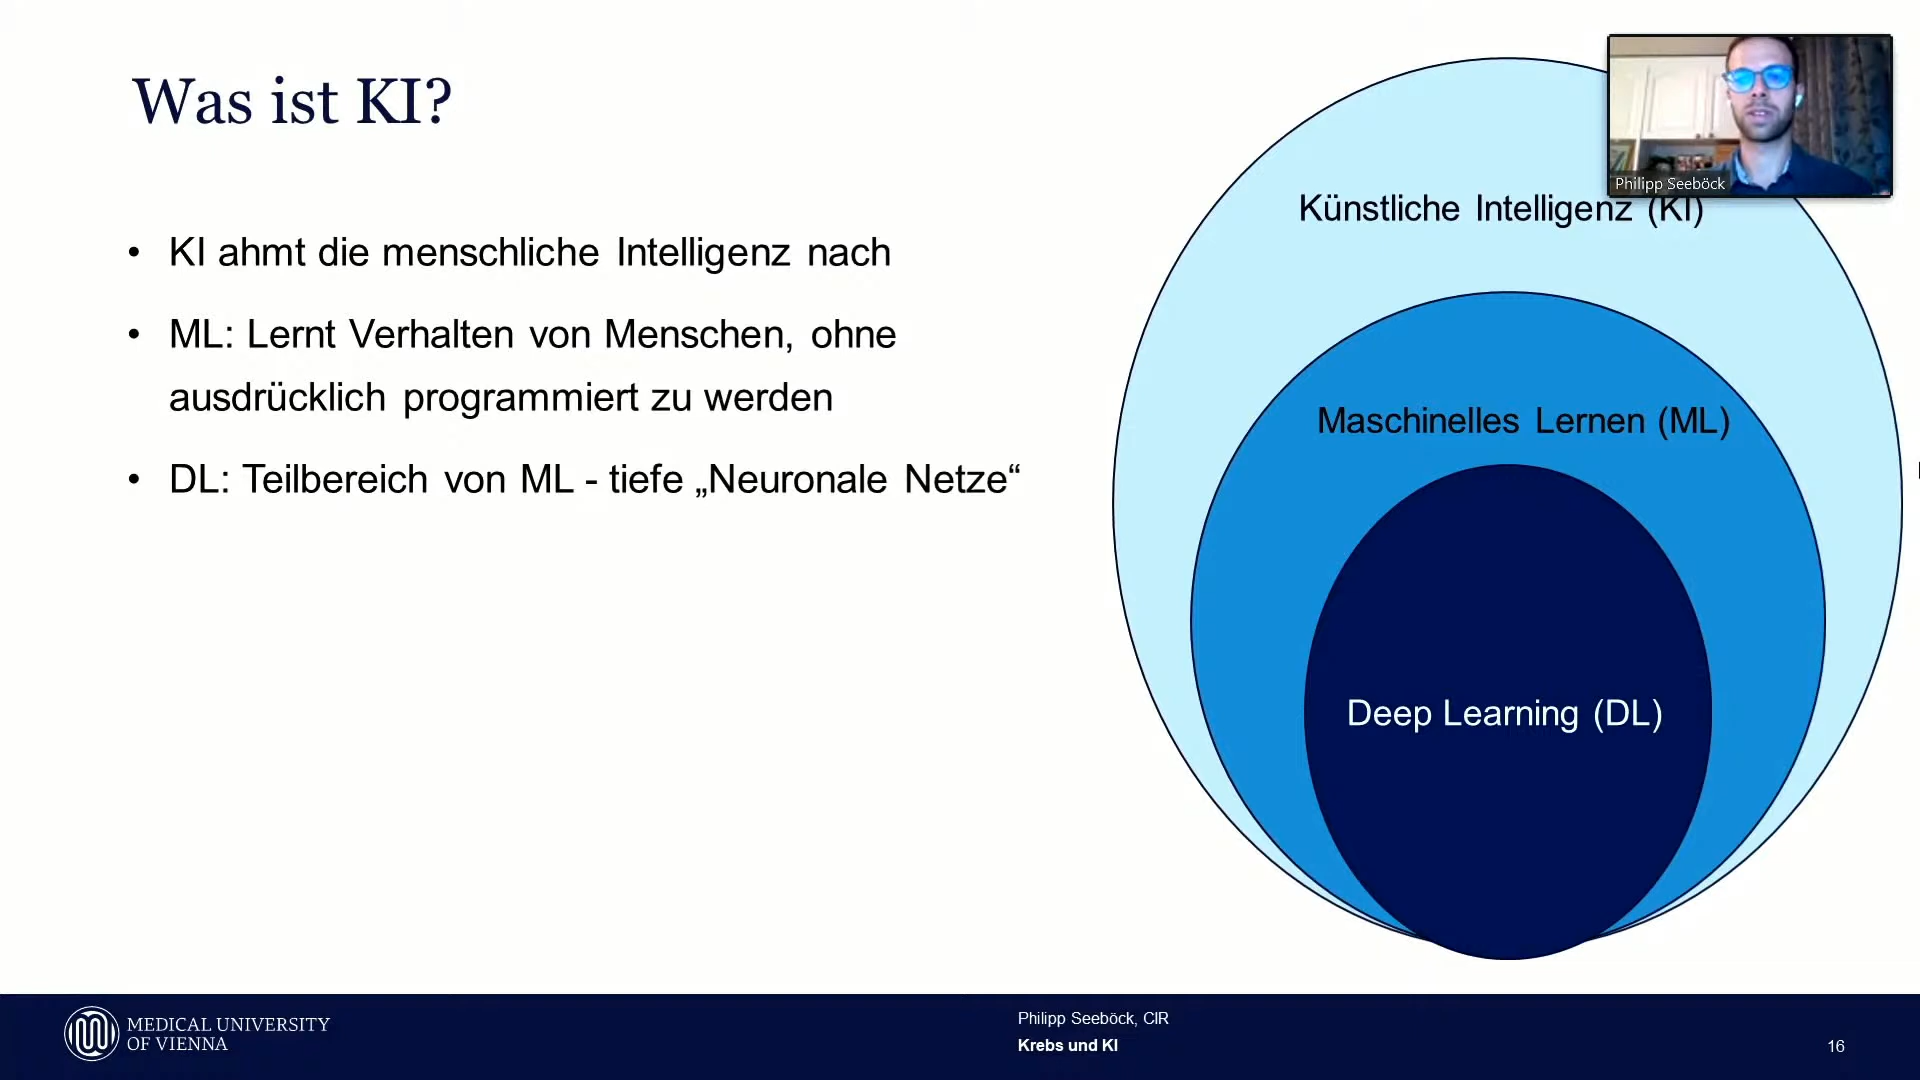 Was ist KI?
• KI ahmt die menschliche Intelligenz nach
• ML: Lernt Verhalten von Menschen, ohne
ausdrücklich programmiert zu werden
• DL: Teilbereich von ML - tiefe „Neuronale Netze“
Philipp Seeböck
Künstliche Intelligenz (KI)
Maschinelles Lernen (ML)
Deep Learning (DL)
MEDICAL UNIVERSITY
OF VIENNA
Philipp Seeböck, CIR
Krebs und KI
16